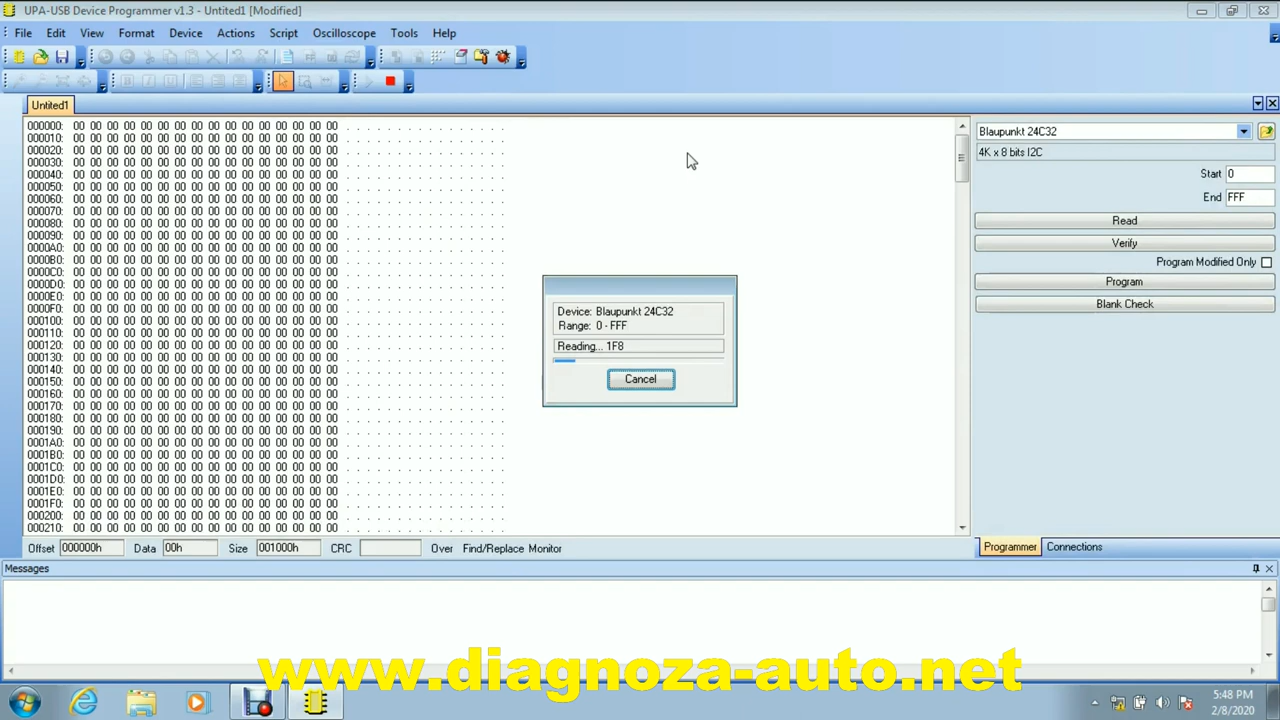 UPA-USB Device Programmer v1.3 - Untited1 [Modified]
File Edit View Format Device Actions Script Oscilloscope Tools Help
Untited1
000000: 00 00 00 00 00 00 00 00 00 00 00 00 00 00 00 00 . . . . . . . . . . . . . . . .
000010: 00 00 00 00 00 00 00 00 00 00 00 00 00 00 00 00 . . . . . . . . . . . . . . . .
000020: 00 00 00 00 00 00 00 00 00 00 00 00 00 00 00 00 . . . . . . . . . . . . . . . .
000030: 00 00 00 00 00 00 00 00 00 00 00 00 00 00 00 00 . . . . . . . . . . . . . . . .
000040: 00 00 00 00 00 00 00 00 00 00 00 00 00 00 00 00 . . . . . . . . . . . . . . . .
000050: 00 00 00 00 00 00 00 00 00 00 00 00 00 00 00 00 . . . . . . . . . . . . . . . .
000060: 00 00 00 00 00 00 00 00 00 00 00 00 00 00 00 00 . . . . . . . . . . . . . . . .
000070: 00 00 00 00 00 00 00 00 00 00 00 00 00 00 00 00 . . . . . . . . . . . . . . . .
000080: 00 00 00 00 00 00 00 00 00 00 00 00 00 00 00 00 . . . . . . . . . . . . . . . .
000090: 00 00 00 00 00 00 00 00 00 00 00 00 00 00 00 00 . . . . . . . . . . . . . . . .
0000A0: 00 00 00 00 00 00 00 00 00 00 00 00 00 00 00 00 . . . . . . . . . . . . . . . .
0000B0: 00 00 00 00 00 00 00 00 00 00 00 00 00 00 00 00 . . . . . . . . . . . . . . . .
0000C0: 00 00 00 00 00 00 00 00 00 00 00 00 00 00 00 00 . . . . . . . . . . . . . . . .
0000D0: 00 00 00 00 00 00 00 00 00 00 00 00 00 00 00 00 . . . . . . . . . . . . . . . .
0000E0: 00 00 00 00 00 00 00 00 00 00 00 00 00 00 00 00 . . . . . . . . . . . . . . . .
0000F0: 00 00 00 00 00 00 00 00 00 00 00 00 00 00 00 00 . . . . . . . . . . . . . . . .
000100: 00 00 00 00 00 00 00 00 00 00 00 00 00 00 00 00 . . . . . . . . . . . . . . . .
000110: 00 00 00 00 00 00 00 00 00 00 00 00 00 00 00 00 . . . . . . . . . . . . . . . .
000120: 00 00 00 00 00 00 00 00 00 00 00 00 00 00 00 00 . . . . . . . . . . . . . . . .
000130: 00 00 00 00 00 00 00 00 00 00 00 00 00 00 00 00 . . . . . . . . . . . . . . . .
000140: 00 00 00 00 00 00 00 00 00 00 00 00 00 00 00 00 . . . . . . . . . . . . . . . .
000150: 00 00 00 00 00 00 00 00 00 00 00 00 00 00 00 00 . . . . . . . . . . . . . . . .
000160: 00 00 00 00 00 00 00 00 00 00 00 00 00 00 00 00 . . . . . . . . . . . . . . . .
000170: 00 00 00 00 00 00 00 00 00 00 00 00 00 00 00 00 . . . . . . . . . . . . . . . .
000180: 00 00 00 00 00 00 00 00 00 00 00 00 00 00 00 00 . . . . . . . . . . . . . . . .
000190: 00 00 00 00 00 00 00 00 00 00 00 00 00 00 00 00 . . . . . . . . . . . . . . . .
0001A0: 00 00 00 00 00 00 00 00 00 00 00 00 00 00 00 00 . . . . . . . . . . . . . . . .
0001B0: 00 00 00 00 00 00 00 00 00 00 00 00 00 00 00 00 . . . . . . . . . . . . . . . .
0001C0: 00 00 00 00 00 00 00 00 00 00 00 00 00 00 00 00 . . . . . . . . . . . . . . . .
0001D0: 00 00 00 00 00 00 00 00 00 00 00 00 00 00 00 00 . . . . . . . . . . . . . . . .
0001E0: 00 00 00 00 00 00 00 00 00 00 00 00 00 00 00 00 . . . . . . . . . . . . . . . .
0001F0: 00 00 00 00 00 00 00 00 00 00 00 00 00 00 00 00 . . . . . . . . . . . . . . . .
000200: 00 00 00 00 00 00 00 00 00 00 00 00 00 00 00 00 . . . . . . . . . . . . . . . .
000210: 00 00 00 00 00 00 00 00 00 00 00 00 00 00 00 00 . . . . . . . . . . . . . . . .
Device: Blaupunkt 24C32
Range: 0 - FFF
Reading... 1F8
Cancel
Blaupunkt 24C32
4K x 8 bits I2C
Start 0
End FFF
Read
Verify
Program Modified Only
Program
Blank Check
Offset 000000h Data 00h Size 001000h CRC Over Find/Replace Monitor
Programmer Connections
Messages
www.diagnoza-auto.net
5:48 PM
2/8/2020